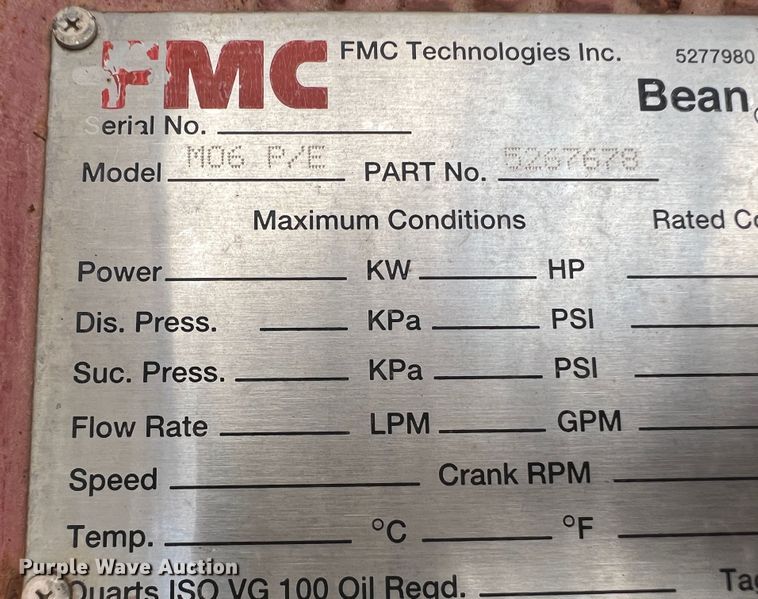 FMC FMC Technologies Inc. 5277980
Bean
Serial No.
Model M06 P/E PART No. 5267678
Maximum Conditions Rated Co
Power KW HP
Dis. Press. KPa PSI
Suc. Press. KPa PSI
Flow Rate LPM GPM
Speed Crank RPM
Temp. °C °F
Quarts ISO VG 100 Oil Reqd. Tag
Purple Wave Auction